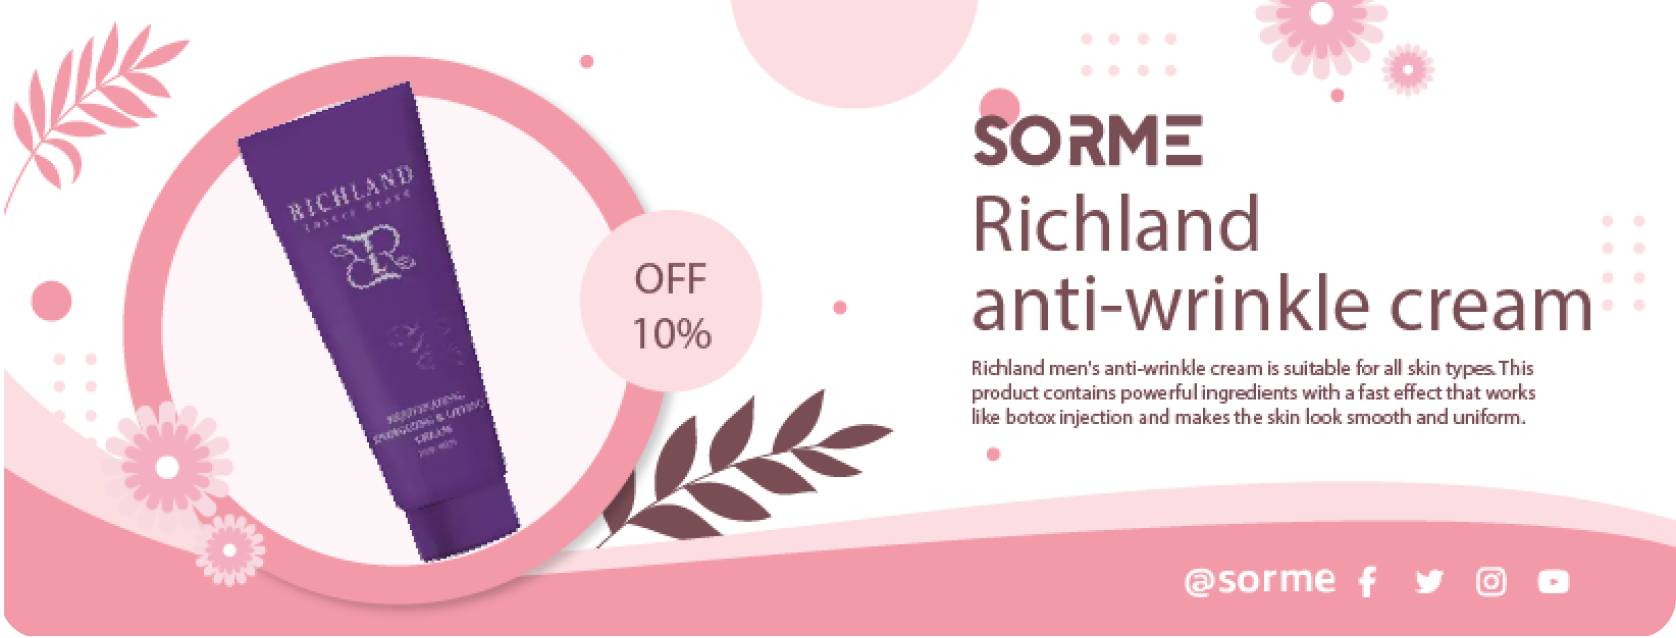 SORME
Richland
anti-wrinkle cream
Richland men's anti-wrinkle cream is suitable for all skin types. This
product contains powerful ingredients with a fast effect that works
like botox injection and makes the skin look smooth and uniform.
OFF
10%
RICHLAND
CREAM
@sorme